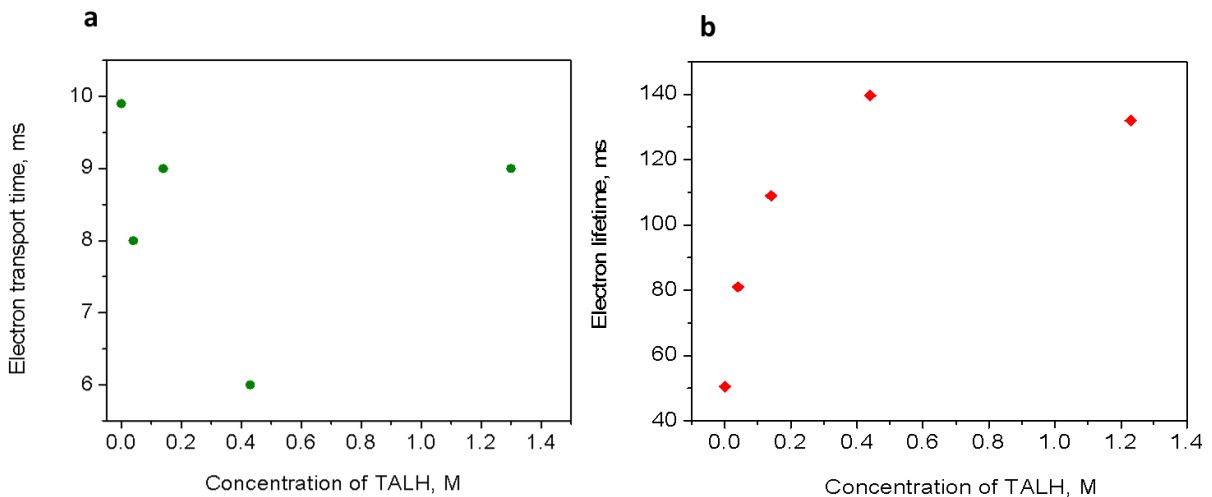 a
Electron transport time, ms
10
9
8
7
6
0.0 0.2 0.4 0.6 0.8 1.0 1.2 1.4
Concentration of TALH, M
b
Electron lifetime, ms
140
120
100
80
60
40
0.0 0.2 0.4 0.6 0.8 1.0 1.2 1.4
Concentration of TALH, M